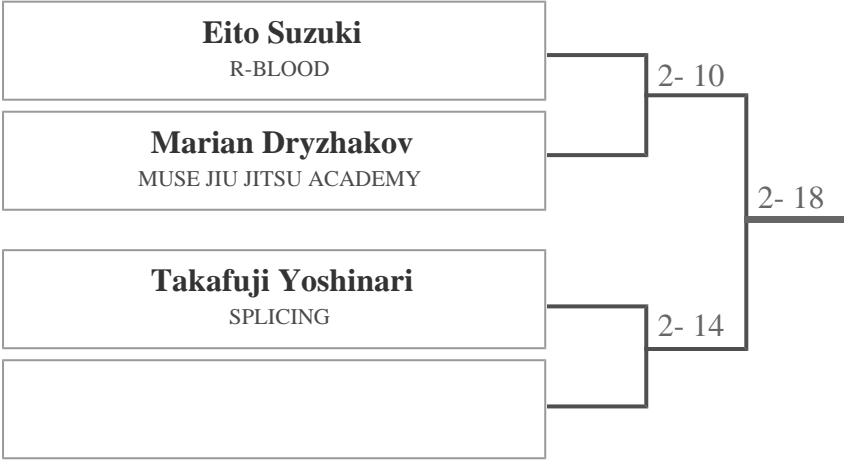 Eito Suzuki
R-BLOOD
2- 10
Marian Dryzhakov
MUSE JIU JITSU ACADEMY
2- 18
Takafuji Yoshinari
SPLICING
2- 14